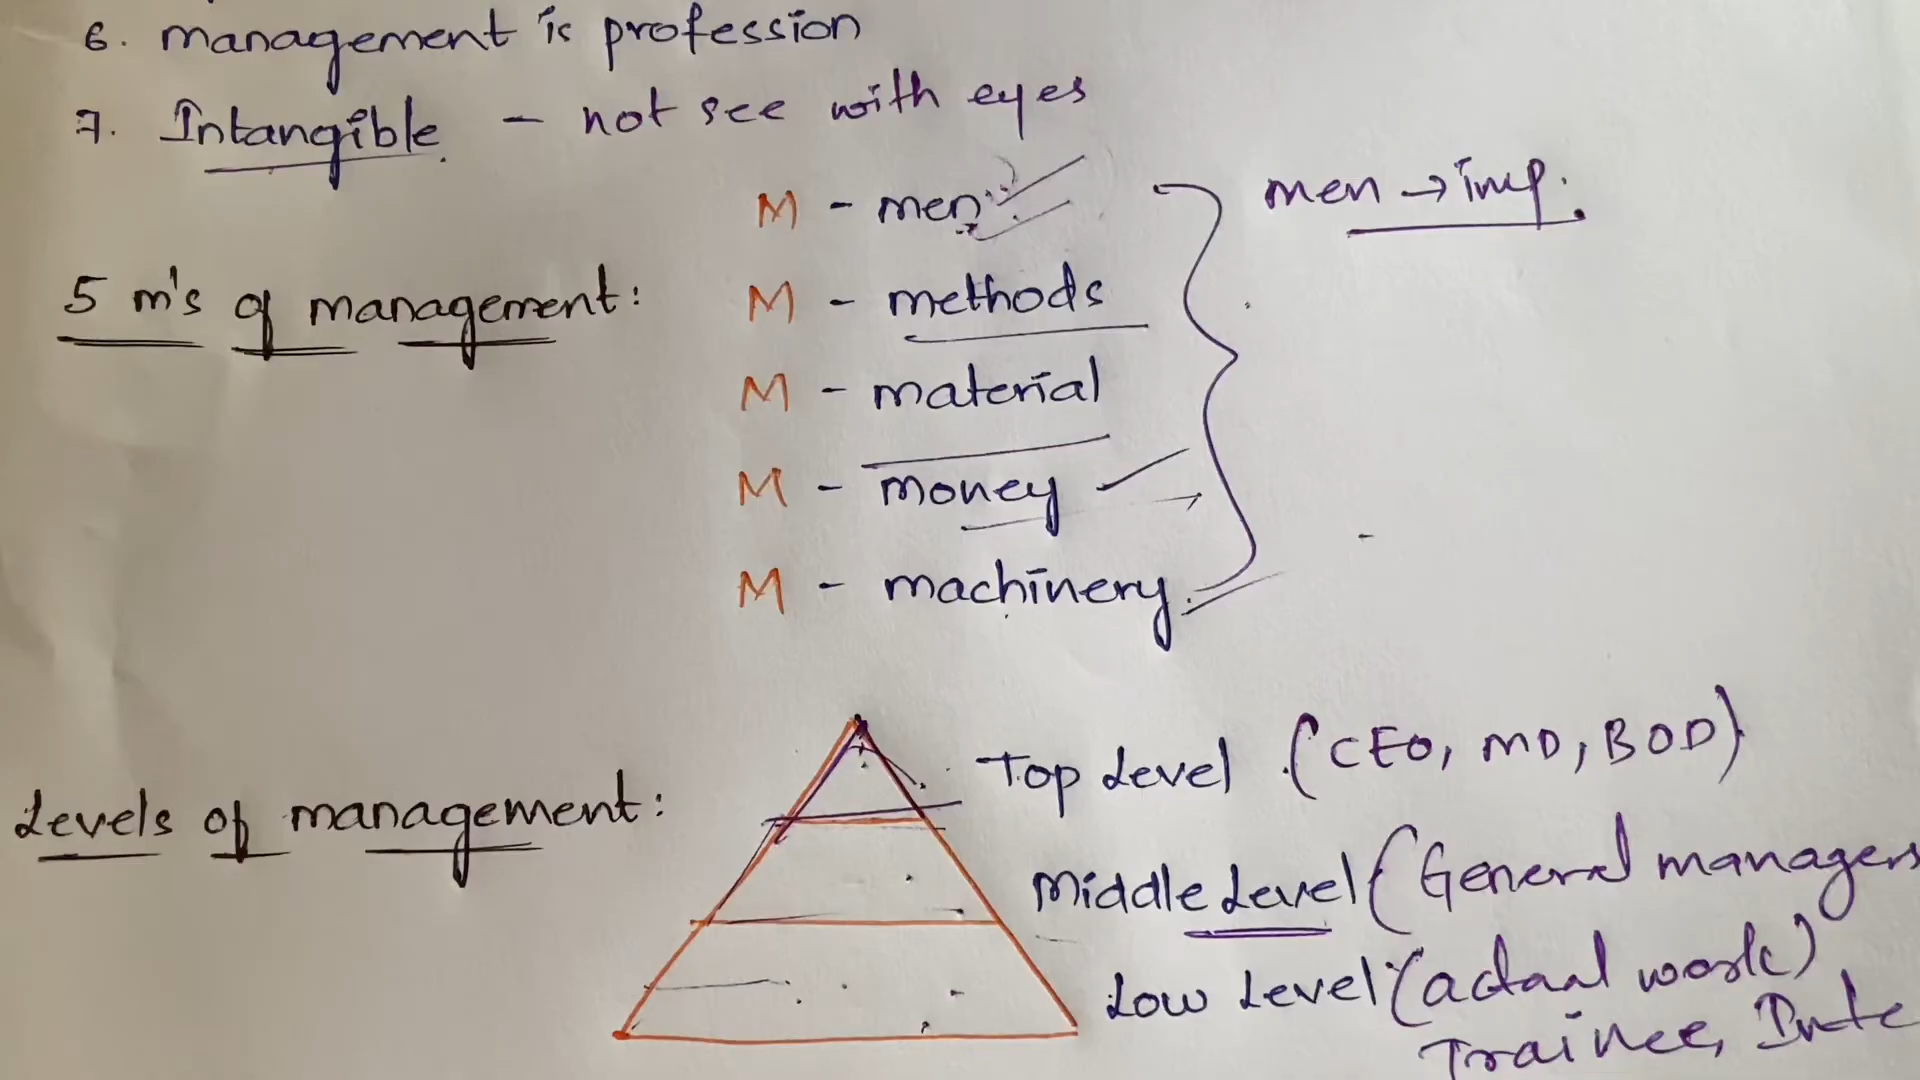 6. management is profession
7. Intangible - not see with eyes
5 m's of management:
M - men
M - methods
M - material
M - money
M - machinery.
men → imp.
Levels of management:
Top Level (CEO, MD, BOD)
Middle Level (General managers
Low Level (actual work)
Trainee,